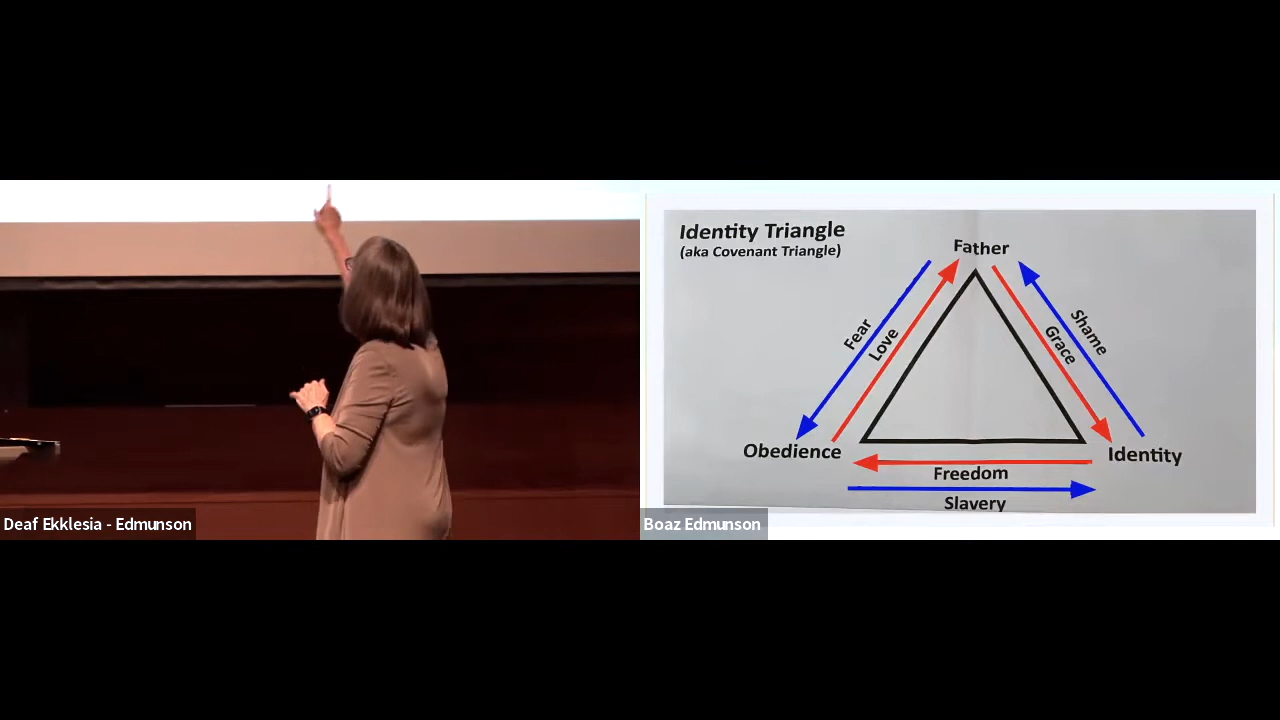 Identity Triangle
(aka Covenant Triangle)
Father
Fear
Love
Grace
Shame
Obedience
Identity
Freedom
Slavery
Deaf Ekklesia - Edmunson
Boaz Edmunson